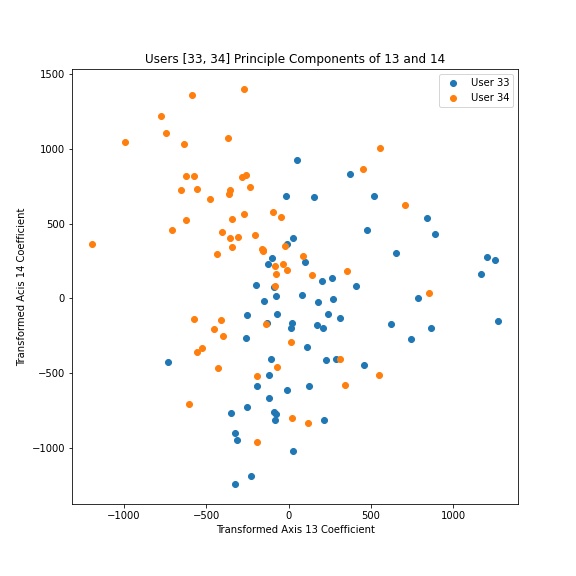 Users [33, 34] Principle Components of 13 and 14
User 33
User 34
Transformed Acis 14 Coefficient
1500
1000
500
0
−500
−1000
−1000
−500
0
500
1000
Transformed Axis 13 Coefficient